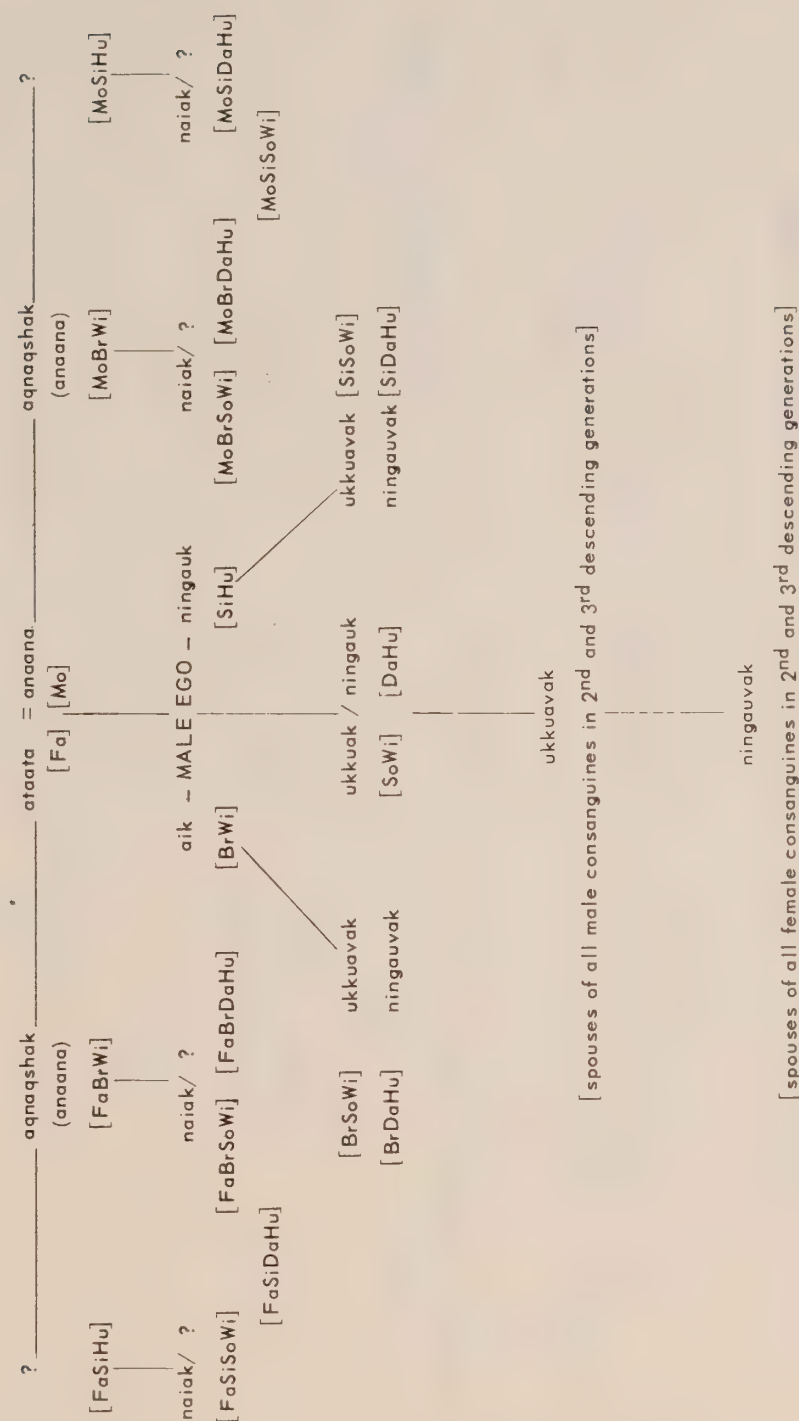 ? aqnaqshak ataata = anaana aqnaqshak ?
(anaana) [Fa] [Mo] (anaana)
[FaSiHu] [FaBrWi] [MoBrWi] [MoSiHu]
naiak/ ? naiak/ ? aik – MALE EGO – ningauk naiak/ ? naiak/ ?
[FaSiSoWi] [FaBrSoWi] [FaBrDaHu] [BrWi] [SiHu] [MoBrSoWi] [MoBrDaHu] [MoSiDaHu]
[FaSiDaHu] [MoSiSoWi]
[BrSoWi] ukkuavak ukkuak / ningauk ukkuavak [SiSoWi]
[BrDaHu] ningauvak [SoWi] [DaHu] ningauvak [SiDaHu]
ukkuavak
[spouses of all male consanguines in 2nd and 3rd descending generations]
ningauvak
[spouses of all female consanguines in 2nd and 3rd descending generations]